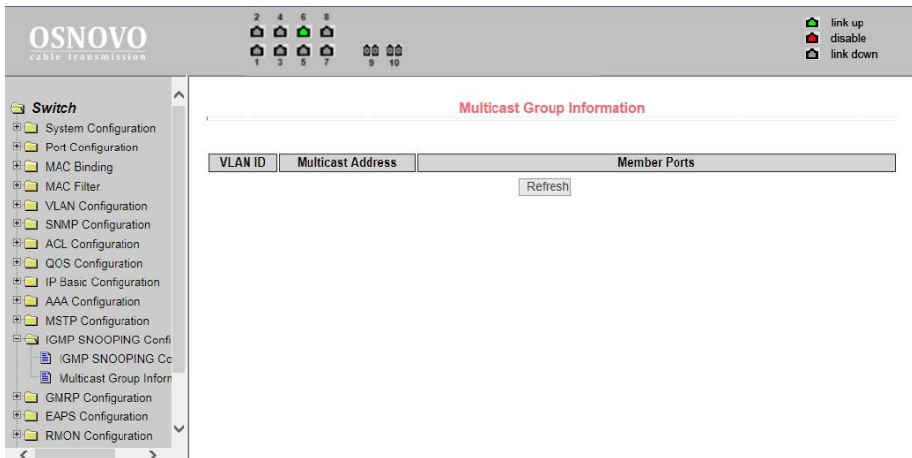 2 4 6 8
OSNOVO
cable transmission
1 3 5 7 9 10
link up
disable
link down
Switch
System Configuration
Port Configuration
MAC Binding
MAC Filter
VLAN Configuration
SNMP Configuration
ACL Configuration
QOS Configuration
IP Basic Configuration
AAA Configuration
MSTP Configuration
IGMP SNOOPING Confi
IGMP SNOOPING Co
Multicast Group Inforn
GMRP Configuration
EAPS Configuration
RMON Configuration
Multicast Group Information
VLAN ID Multicast Address Member Ports
Refresh